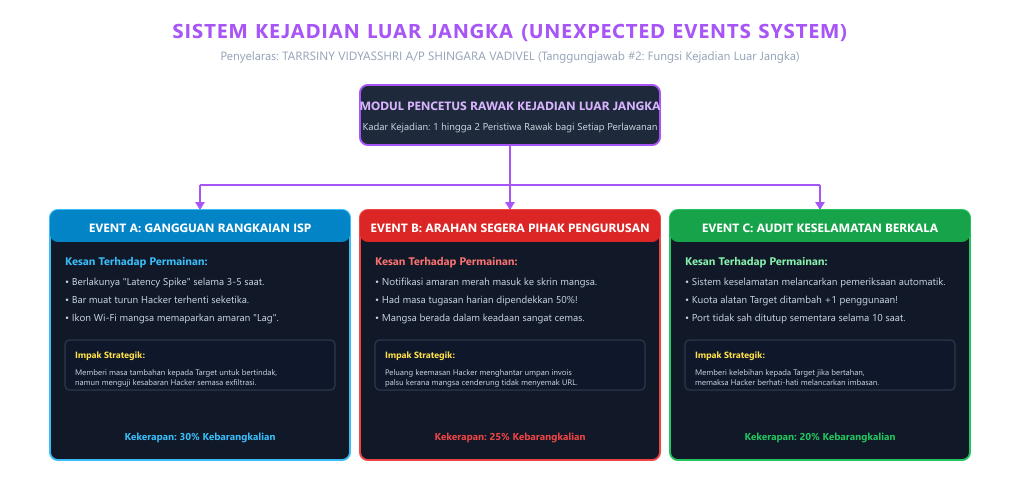 SISTEM KEJADIAN LUAR JANGKA (UNEXPECTED EVENTS SYSTEM)
Penyelaras: TARRSINY VIDYASSHRI A/P SHINGARA VADIVEL (Tanggungjawab #2: Fungsi Kejadian Luar Jangka)
MODUL PENCETUS RAWAK KEJADIAN LUAR JANGKA
Kadar Kejadian: 1 hingga 2 Peristiwa Rawak bagi Setiap Perlawanan
EVENT A: GANGGUAN RANGKAIAN ISP
Kesan Terhadap Permainan:
• Berlakunya "Latency Spike" selama 3-5 saat.
• Bar muat turun Hacker terhenti seketika.
• Ikon Wi-Fi mangsa memaparkan amaran "Lag".
Impak Strategik:
Memberi masa tambahan kepada Target untuk bertindak,
namun menguji kesabaran Hacker semasa exfiltrasi.
Kekerapan: 30% Kebarangkalian
EVENT B: ARAHAN SEGERA PIHAK PENGURUSAN
Kesan Terhadap Permainan:
• Notifikasi amaran merah masuk ke skrin mangsa.
• Had masa tugasan harian dipendekkan 50%!
• Mangsa berada dalam keadaan sangat cemas.
Impak Strategik:
Peluang keemasan Hacker menghantar umpan invois
palsu kerana mangsa cenderung tidak menyemak URL.
Kekerapan: 25% Kebarangkalian
EVENT C: AUDIT KESELAMATAN BERKALA
Kesan Terhadap Permainan:
• Sistem keselamatan melancarkan pemeriksaan automatik.
• Kuota alatan Target ditambah +1 penggunaan!
• Port tidak sah ditutup sementara selama 10 saat.
Impak Strategik:
Memberi kelebihan kepada Target jika bertahan,
memaksa Hacker berhati-hati melancarkan imbasan.
Kekerapan: 20% Kebarangkalian